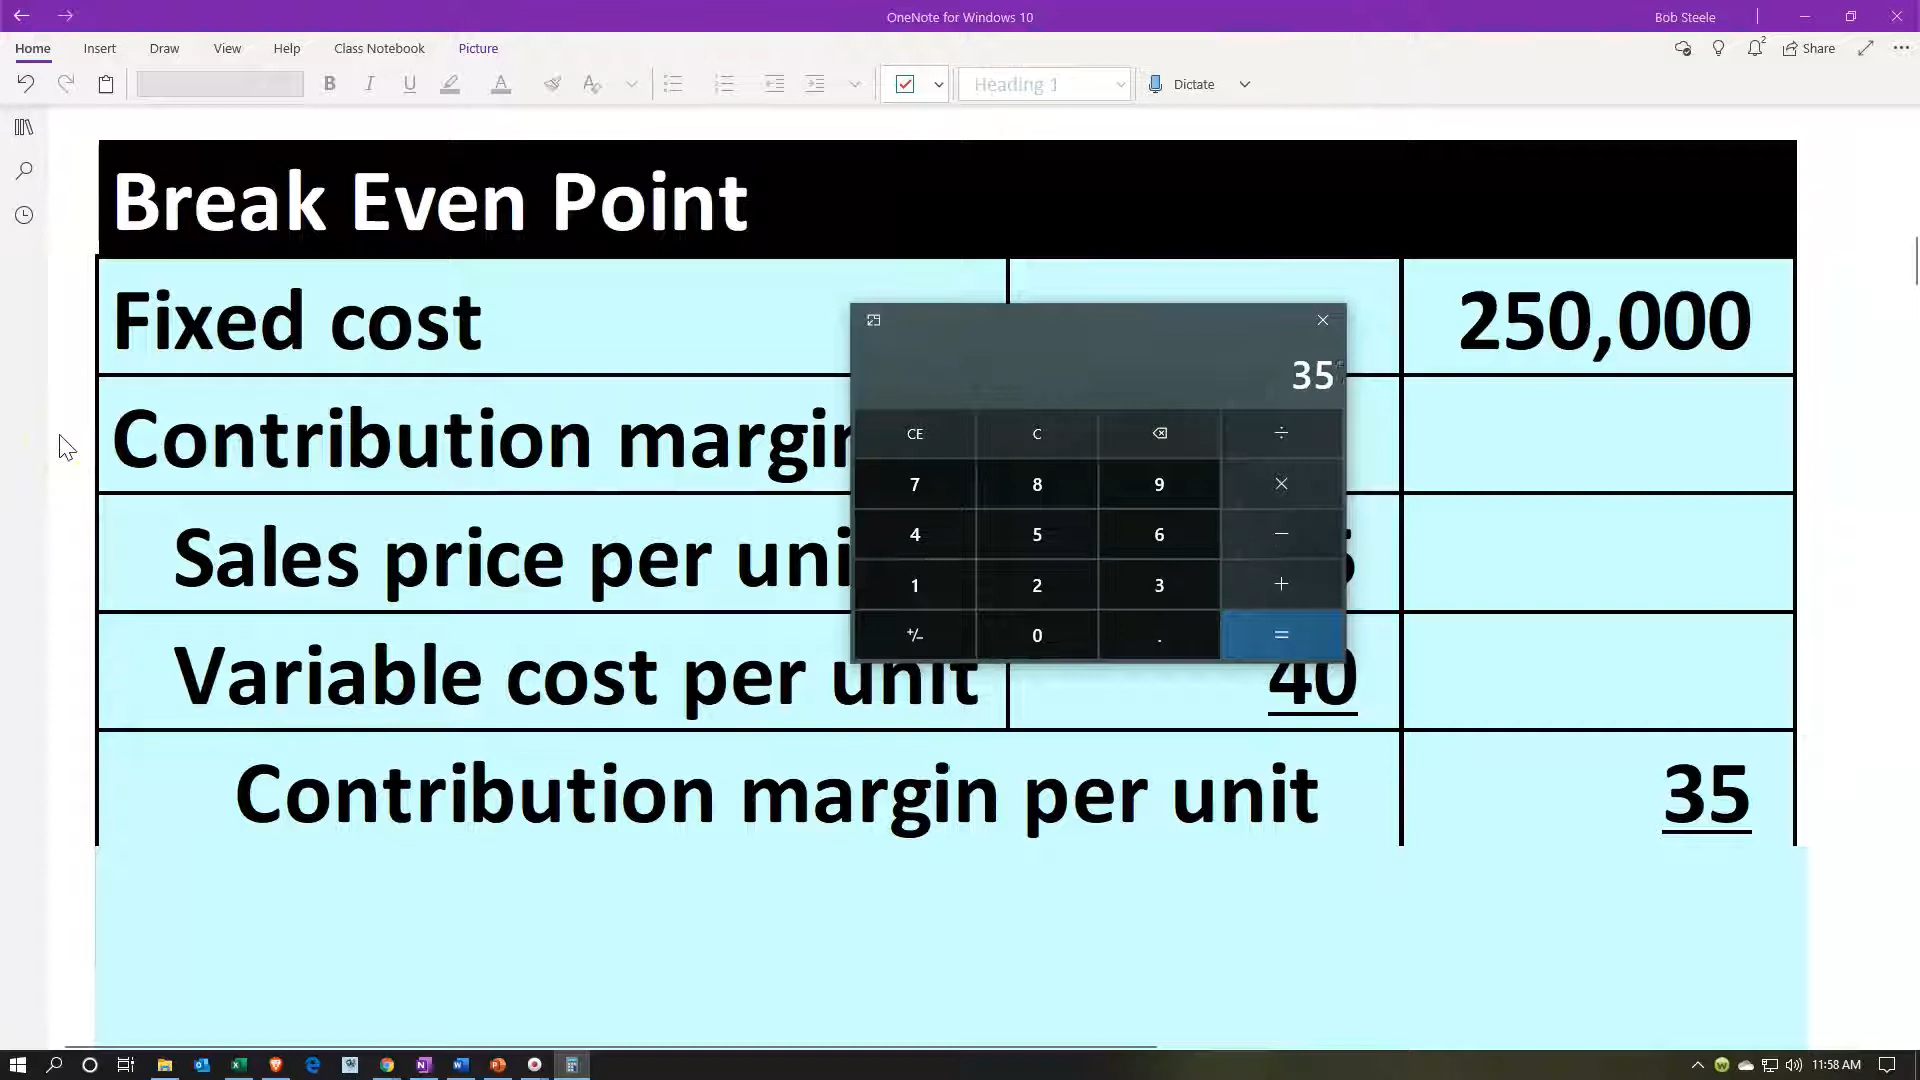 OneNote for Windows 10
Bob Steele
Home Insert Draw View Help Class Notebook Picture
2
Share
B I U A
Heading 1
Dictate
Break Even Point
Fixed cost 250,000
Contribution margin
Sales price per
Variable cost per unit 40
Contribution margin per unit 35
35
CE C ÷
7 8 9 ×
4 5 6 −
1 2 3 +
+/− 0 . =
11:58 AM